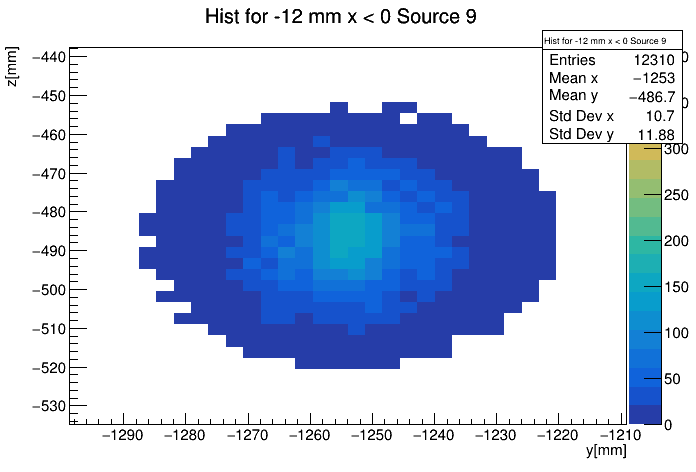 Hist for -12 mm x < 0 Source 9
z[mm]
−440
−450
−460
−470
−480
−490
−500
−510
−520
−530
−1290
−1280
−1270
−1260
−1250
−1240
−1230
−1220
−1210
y[mm]
Hist for -12 mm x < 0 Source 9
Entries 12310
Mean x −1253
Mean y −486.7
Std Dev x 10.7
Std Dev y 11.88
300
250
200
150
100
50
0